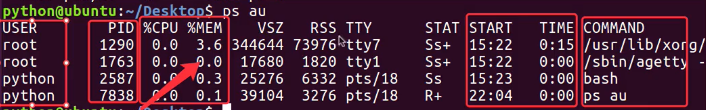 python@ubuntu:~/Desktop$ ps au
USER PID %CPU %MEM VSZ RSS TTY STAT START TIME COMMAND
root 1290 0.0 3.6 344644 73976 tty7 Ss+ 15:22 0:15 /usr/lib/xorg/
root 1763 0.0 0.0 17680 1820 tty1 Ss+ 15:22 0:00 /sbin/agetty -
python 2587 0.0 0.3 25276 6332 pts/18 Ss 15:23 0:00 bash
python 7838 0.0 0.1 39104 3276 pts/18 R+ 22:04 0:00 ps au